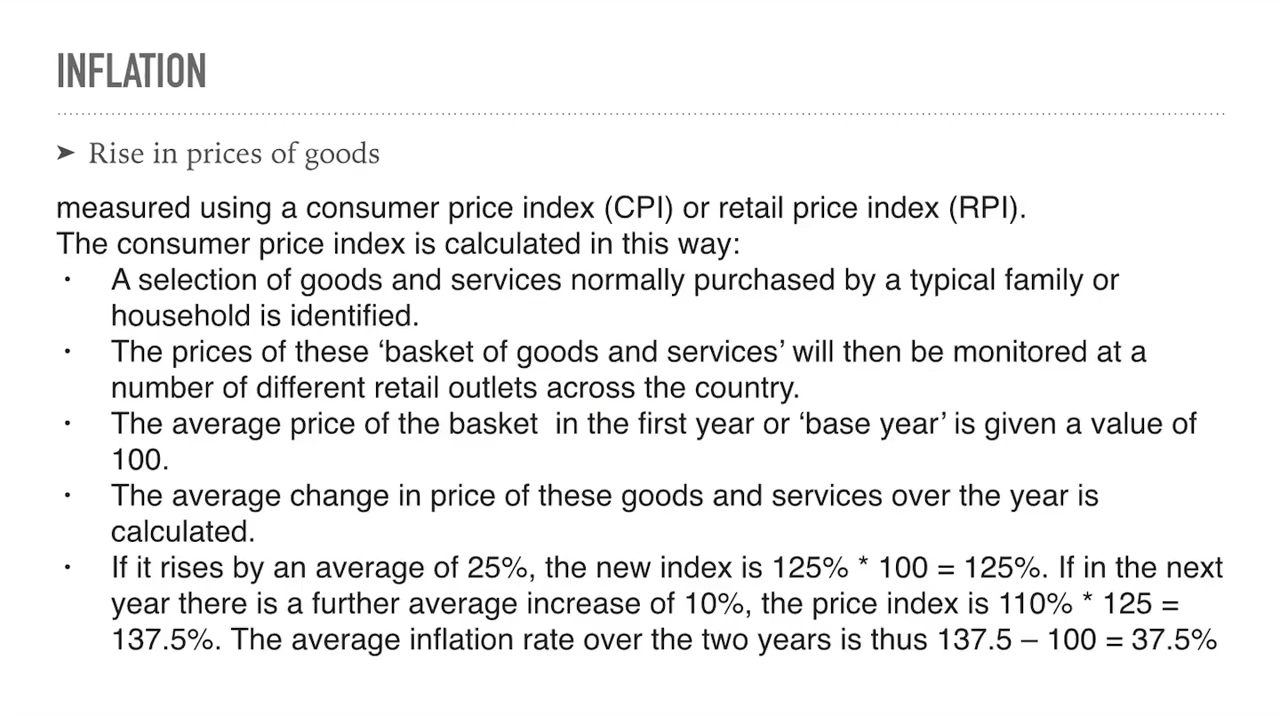 INFLATION
➤ Rise in prices of goods
measured using a consumer price index (CPI) or retail price index (RPI).
The consumer price index is calculated in this way:
• A selection of goods and services normally purchased by a typical family or
household is identified.
• The prices of these ‘basket of goods and services’ will then be monitored at a
number of different retail outlets across the country.
• The average price of the basket  in the first year or ‘base year’ is given a value of
100.
• The average change in price of these goods and services over the year is
calculated.
• If it rises by an average of 25%, the new index is 125% * 100 = 125%. If in the next
year there is a further average increase of 10%, the price index is 110% * 125 =
137.5%. The average inflation rate over the two years is thus 137.5 – 100 = 37.5%